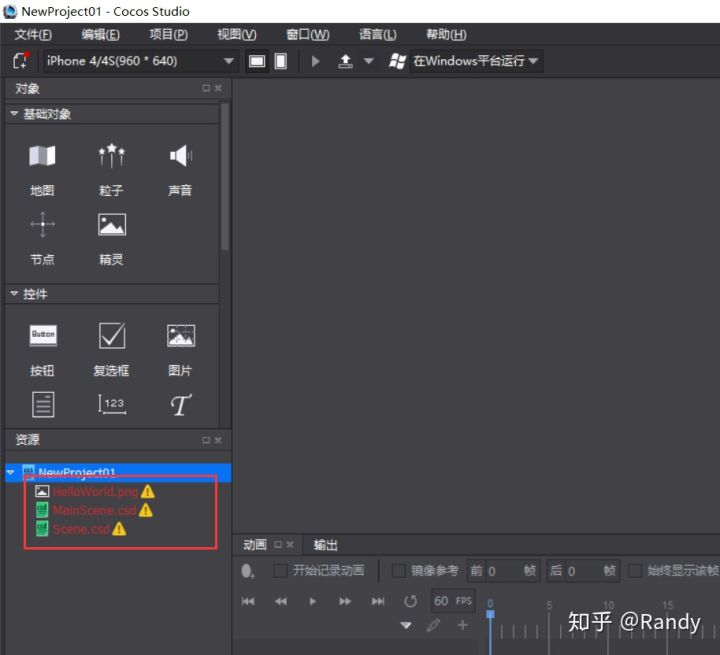 NewProject01 - Cocos Studio
文件(F) 编辑(E) 项目(P) 视图(V) 窗口(W) 语言(L) 帮助(H)
iPhone 4/4S(960 * 640) 在Windows平台运行
对象
基础对象
地图 粒子 声音
节点 精灵
控件
Button
按钮 复选框 图片
123 T
资源
NewProject01
HelloWorld.png
MainScene.csd
Scene.csd
动画 输出
开始记录动画 镜像参考 前 0 帧 后 0 帧 始终显示该帧
60 FPS 0 5 10 15
知乎 @Randy